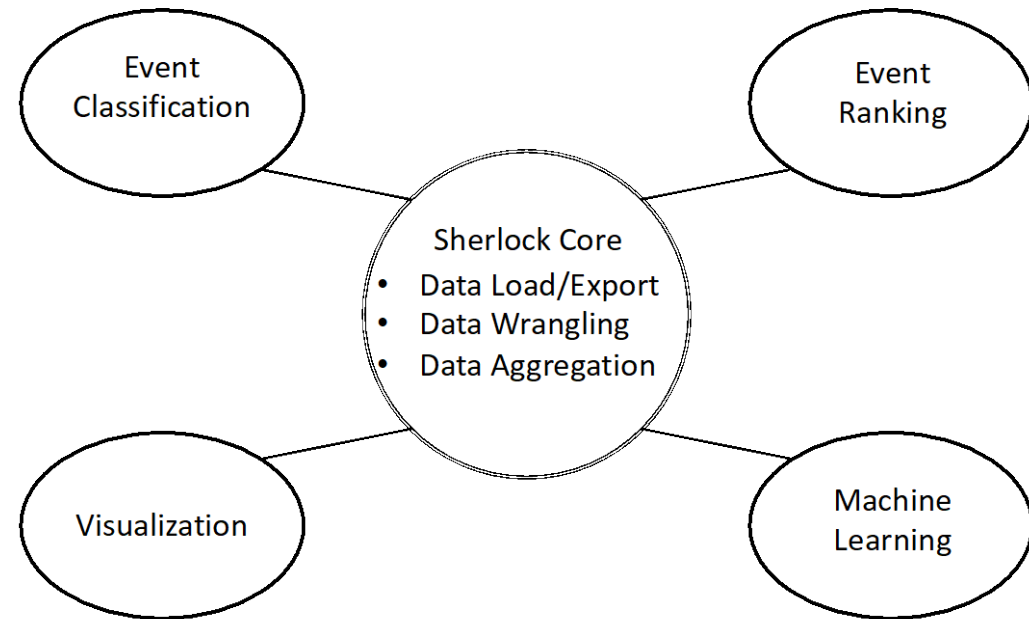 Event
Classification
Event
Ranking
Sherlock Core
• Data Load/Export
• Data Wrangling
• Data Aggregation
Visualization
Machine
Learning